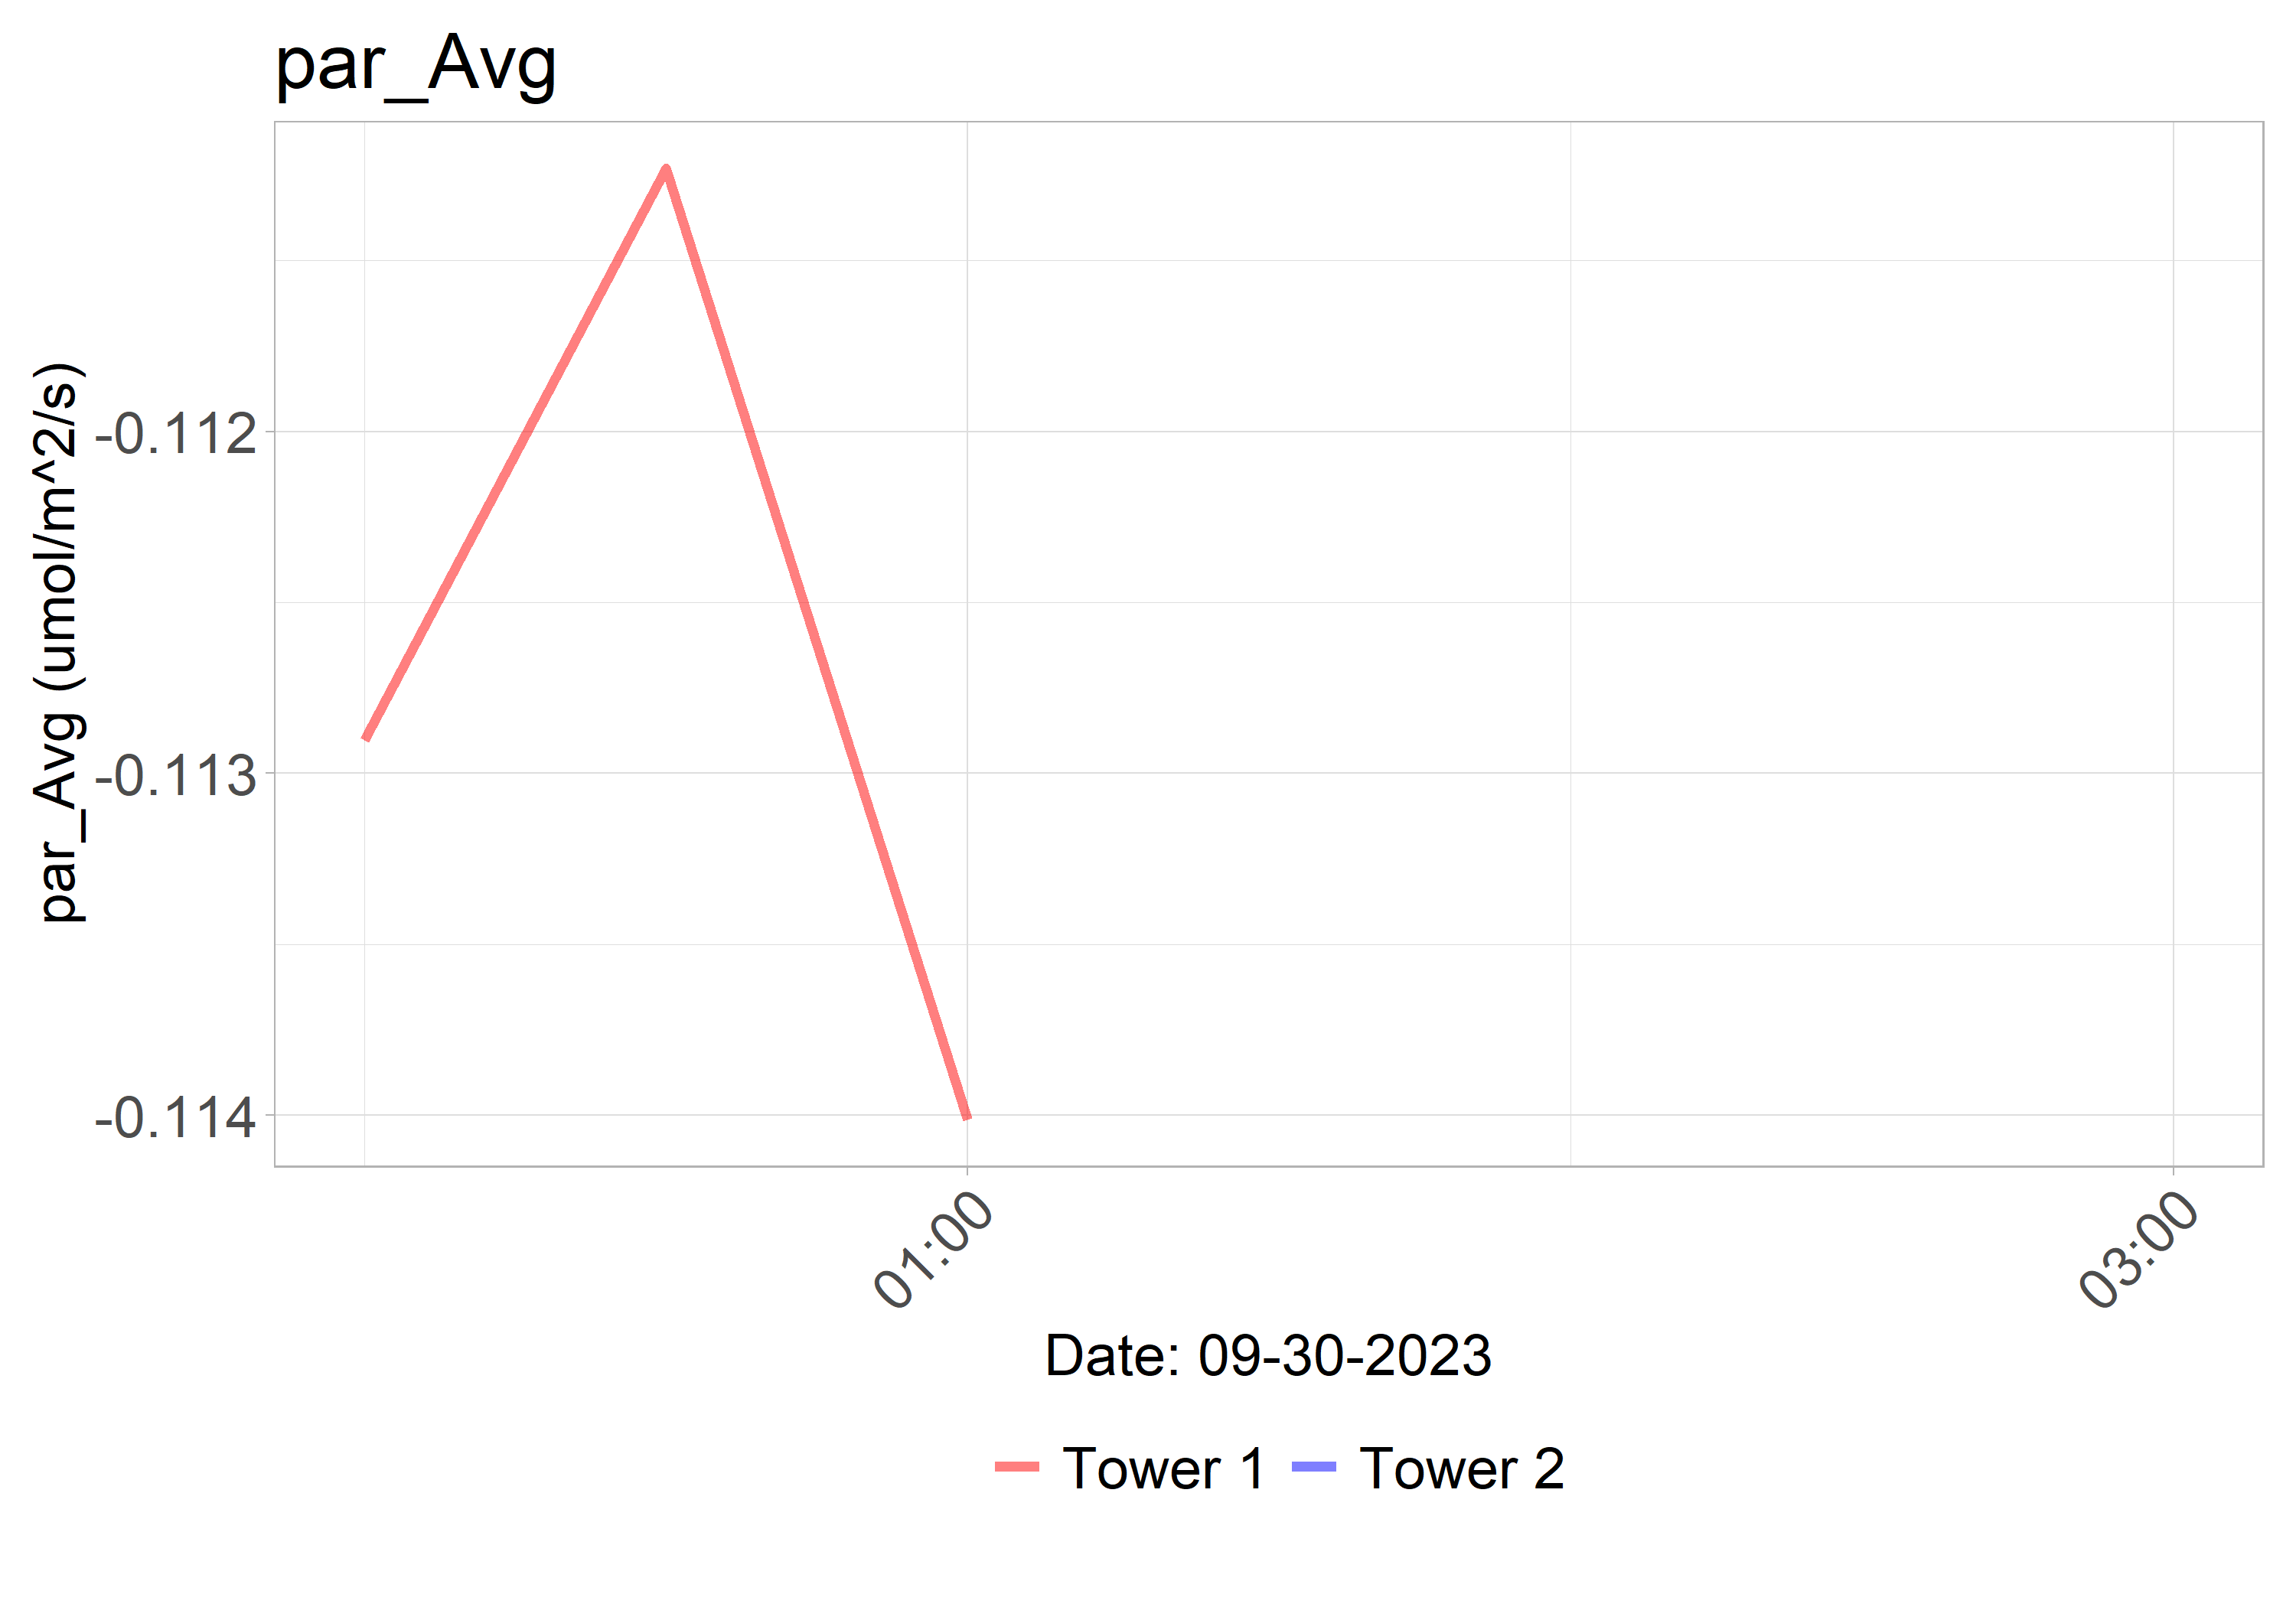 par_Avg
par_Avg (umol/m^2/s)
-0.112
-0.113
-0.114
01:00
03:00
Date: 09-30-2023
Tower 1
Tower 2